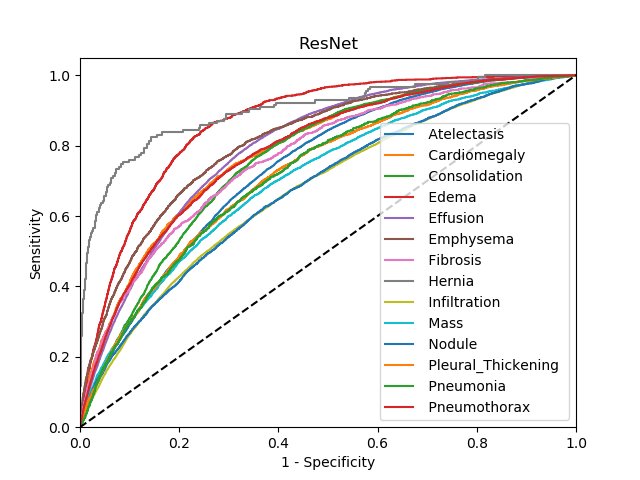 ResNet
1.0
0.8
0.6
0.4
0.2
0.0
Sensitivity
Atelectasis
Cardiomegaly
Consolidation
Edema
Effusion
Emphysema
Fibrosis
Hernia
Infiltration
Mass
Nodule
Pleural_Thickening
Pneumonia
Pneumothorax
0.0 0.2 0.4 0.6 0.8 1.0
1 - Specificity